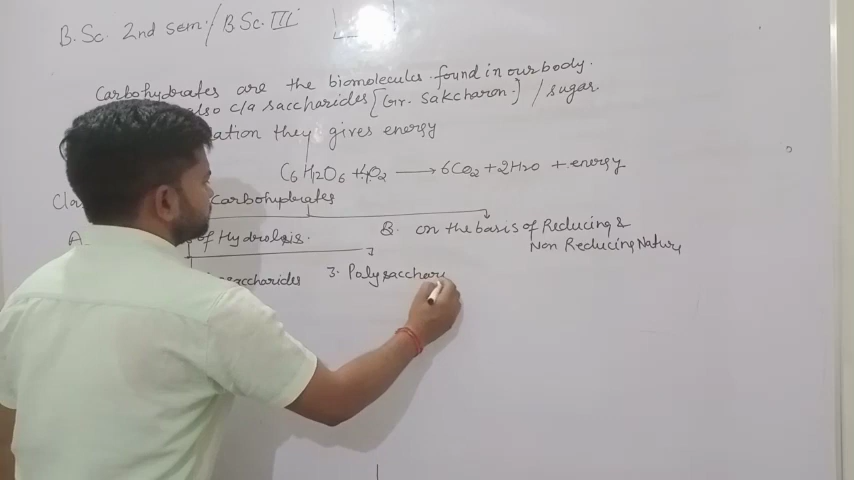 B.Sc. 2nd sem./B.Sc. III
Carbohydrates are the biomolecules found in our body.
also c/a saccharides [Gr. Sakcharon.] / sugar.
ation they gives energy
C6H12O6 + O2 → 6CO2 + 2H2O + energy
Cla Carbohydrates
A. of Hydrolsis. B. on the basis of Reducing &
Non Reducing Nature
saccharides 3. Polysacchari